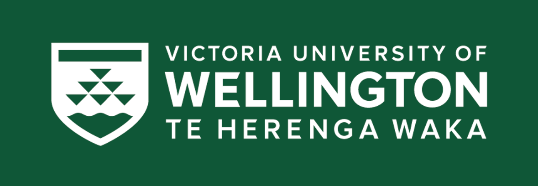 VICTORIA UNIVERSITY OF
WELLINGTON
TE HERENGA WAKA